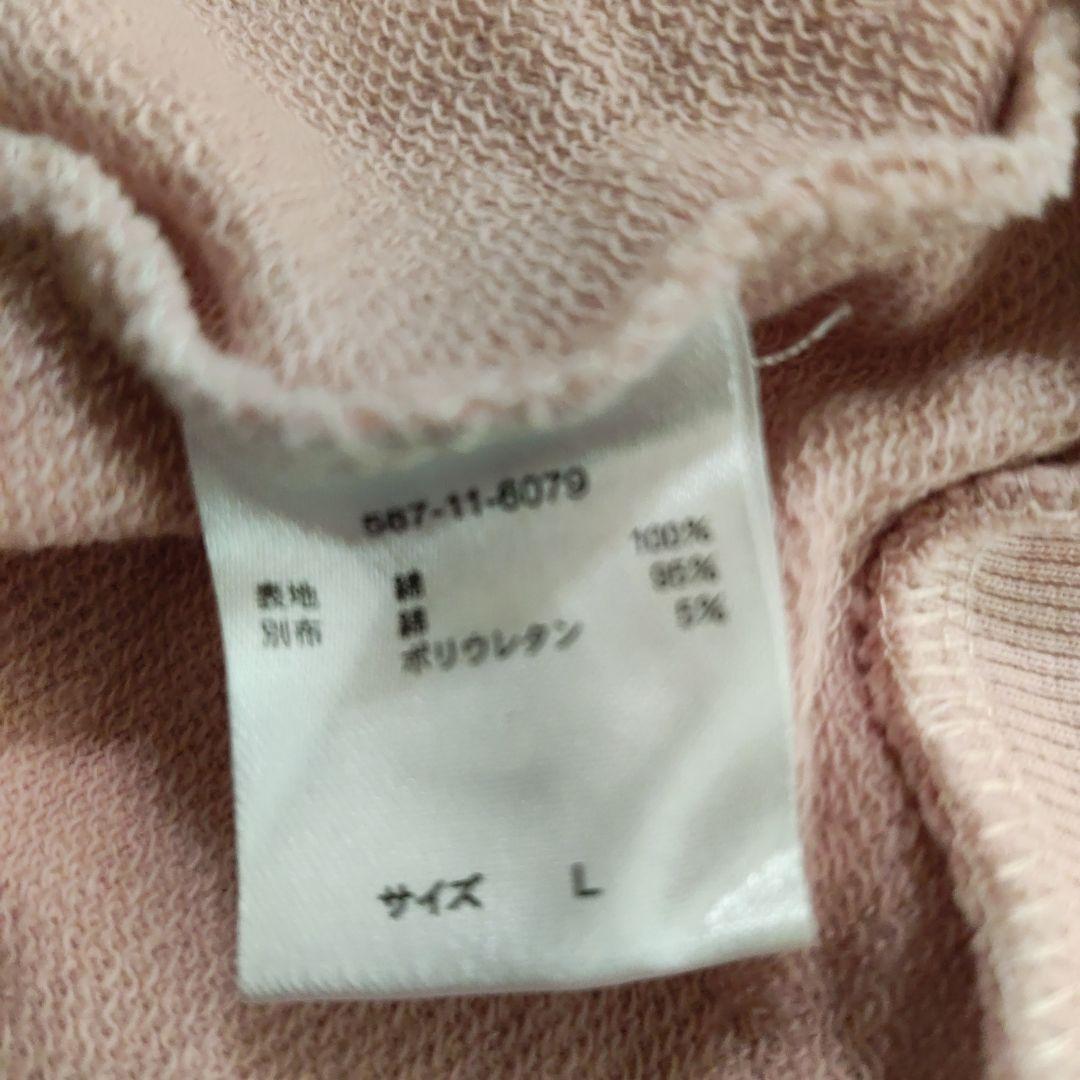 567-11-6079
表地 綿 100%
別布 綿 95%
ポリウレタン 5%
サイズ L